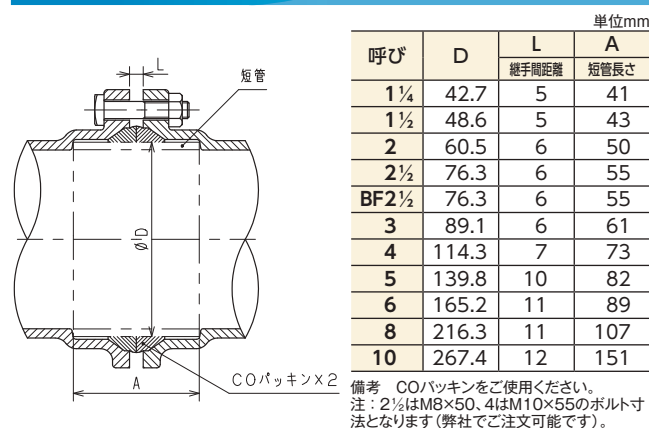 単位mm
L
短管
øD
A
COパッキン×2
呼び D L A
継手間距離 短管長さ
1¼ 42.7 5 41
1½ 48.6 5 43
2 60.5 6 50
2½ 76.3 6 55
BF2½ 76.3 6 55
3 89.1 6 61
4 114.3 7 73
5 139.8 10 82
6 165.2 11 89
8 216.3 11 107
10 267.4 12 151
備考 COパッキンをご使用ください。
注：2½はM8×50、4はM10×55のボルト寸
法となります（弊社でご注文可能です）。